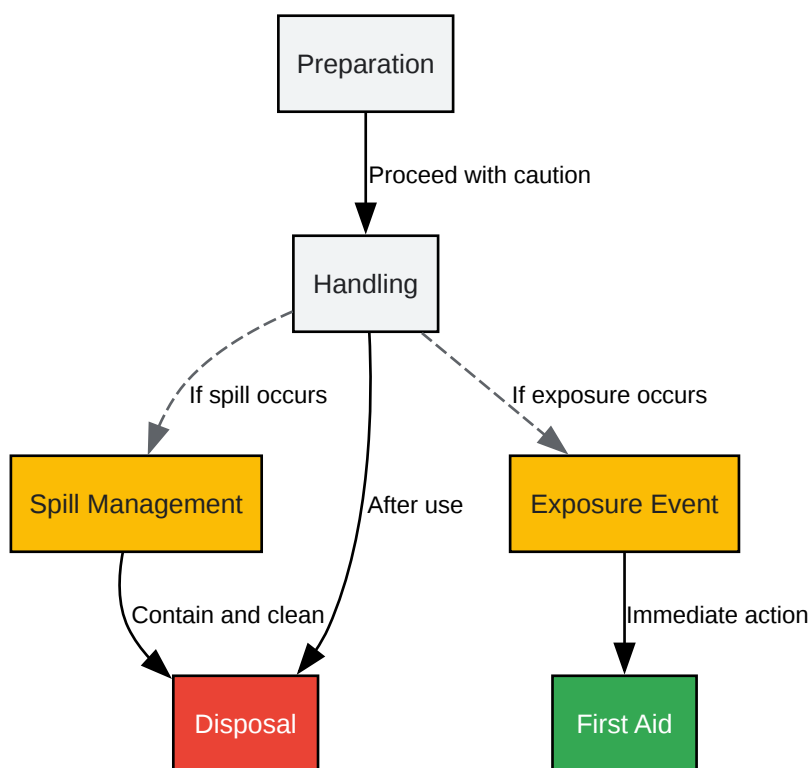 Preparation
Proceed with caution
Handling
If spill occurs
If exposure occurs
Spill Management
After use
Exposure Event
Contain and clean
Immediate action
Disposal
First Aid